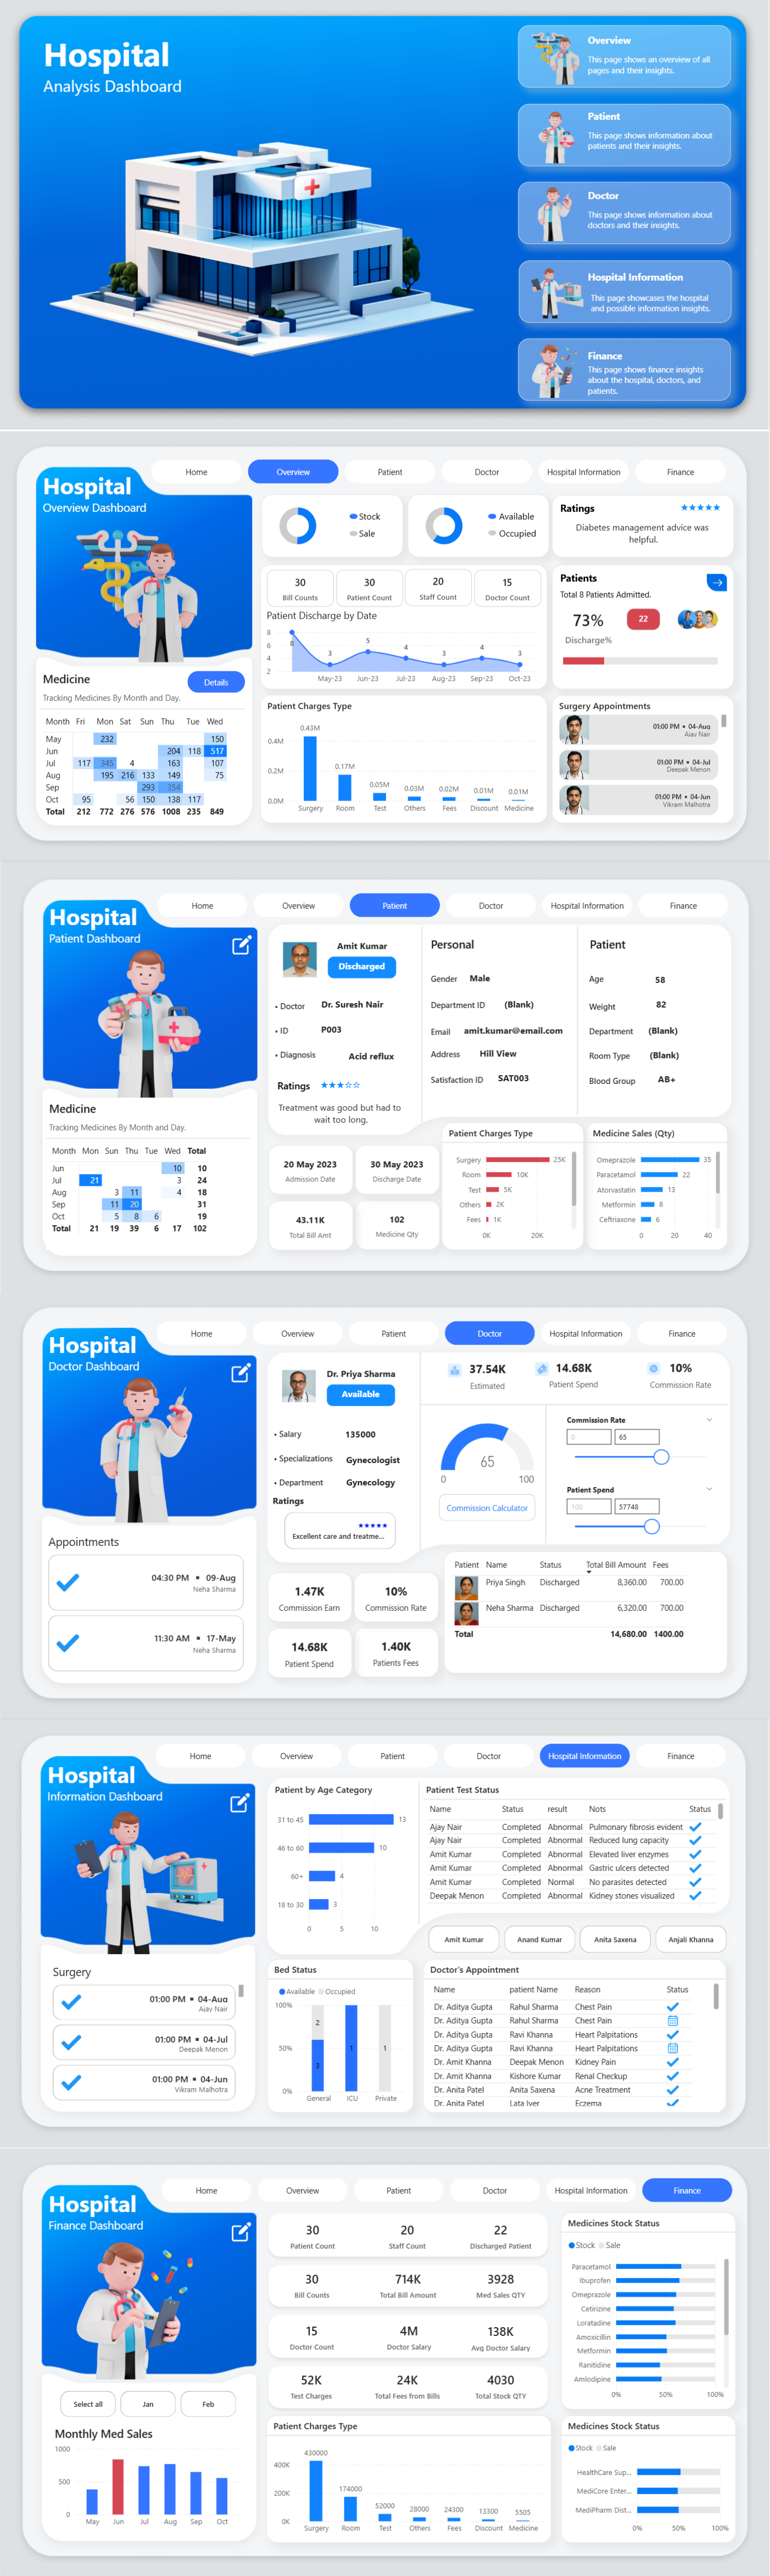 Hospital
Analysis Dashboard
Overview
This page shows an overview of all
pages and their insights.
Patient
This page shows information about
patients and their insights.
Doctor
This page shows information about
doctors and their insights.
Hospital Information
This page showcases the hospital
and possible information insights.
Finance
This page shows finance insights
about the hospital, doctors, and
patients.
Home Overview Patient Doctor Hospital Information Finance
Hospital
Overview Dashboard
Medicine
Details
Tracking Medicines By Month and Day.
Month Fri Mon Sat Sun Thu Tue Wed
May 232 150
Jun 204 118 517
Jul 117 345 4 163 107
Aug 195 216 133 149 75
Sep 293 354
Oct 95 56 150 138 117
Total 212 772 276 576 1008 235 849
Stock
Sale
Available
Occupied
Ratings ★★★★★
Diabetes management advice was
helpful.
30 30 20 15
Bill Counts Patient Count Staff Count Doctor Count
Patient Discharge by Date
8
6
4
2
8 3 5 4 3 4 3
May-23 Jun-23 Jul-23 Aug-23 Sep-23 Oct-23
Patients
Total 8 Patients Admitted.
73% 22
Discharge%
Patient Charges Type
0.4M
0.2M
0.0M
0.43M 0.17M 0.05M 0.03M 0.02M 0.01M 0.01M
Surgery Room Test Others Fees Discount Medicine
Surgery Appointments
01:00 PM ▪ 04-Aug
Ajay Nair
01:00 PM ▪ 04-Jul
Deepak Menon
01:00 PM ▪ 04-Jun
Vikram Malhotra
Home Overview Patient Doctor Hospital Information Finance
Hospital
Patient Dashboard
Medicine
Tracking Medicines By Month and Day.
Month Mon Sun Thu Tue Wed Total
Jun 10 10
Jul 21 3 24
Aug 3 11 4 18
Sep 11 20 31
Oct 5 8 6 19
Total 21 19 39 6 17 102
Amit Kumar
Discharged
• Doctor Dr. Suresh Nair
• ID P003
• Diagnosis Acid reflux
Ratings ★★★☆☆
Treatment was good but had to
wait too long.
Personal
Gender Male
Department ID (Blank)
Email amit.kumar@email.com
Address Hill View
Satisfaction ID SAT003
Patient
Age 58
Weight 82
Department (Blank)
Room Type (Blank)
Blood Group AB+
20 May 2023
Admission Date
30 May 2023
Discharge Date
43.11K
Total Bill Amt
102
Medicine Qty
Patient Charges Type
Surgery 25K
Room 10K
Test 5K
Others 2K
Fees 1K
0K 20K
Medicine Sales (Qty)
Omeprazole 35
Paracetamol 22
Atorvastatin 13
Metformin 8
Ceftriaxone 6
0 20 40
Home Overview Patient Doctor Hospital Information Finance
Hospital
Doctor Dashboard
Appointments
04:30 PM ▪ 09-Aug
Neha Sharma
11:30 AM ▪ 17-May
Neha Sharma
Dr. Priya Sharma
Available
• Salary 135000
• Specializations Gynecologist
• Department Gynecology
Ratings
★★★★★
Excellent care and treatme...
37.54K
Estimated
14.68K
Patient Spend
10%
Commission Rate
65
0 100
Commission Calculator
Commission Rate
0 65
Patient Spend
100 57748
1.47K
Commission Earn
10%
Commission Rate
14.68K
Patient Spend
1.40K
Patients Fees
Patient Name Status Total Bill Amount Fees
Priya Singh Discharged 8,360.00 700.00
Neha Sharma Discharged 6,320.00 700.00
Total 14,680.00 1400.00
Home Overview Patient Doctor Hospital Information Finance
Hospital
Information Dashboard
Surgery
01:00 PM ▪ 04-Aug
Ajay Nair
01:00 PM ▪ 04-Jul
Deepak Menon
01:00 PM ▪ 04-Jun
Vikram Malhotra
Patient by Age Category
31 to 45 13
46 to 60 10
60+ 4
18 to 30 3
0 5 10
Patient Test Status
Name Status result Nots Status
Ajay Nair Completed Abnormal Pulmonary fibrosis evident
Ajay Nair Completed Abnormal Reduced lung capacity
Amit Kumar Completed Abnormal Elevated liver enzymes
Amit Kumar Completed Abnormal Gastric ulcers detected
Amit Kumar Completed Normal No parasites detected
Deepak Menon Completed Abnormal Kidney stones visualized
Amit Kumar Anand Kumar Anita Saxena Anjali Khanna
Bed Status
Available Occupied
100%
50%
0%
2
3 1 1
General ICU Private
Doctor's Appointment
Name patient Name Reason Status
Dr. Aditya Gupta Rahul Sharma Chest Pain
Dr. Aditya Gupta Rahul Sharma Chest Pain
Dr. Aditya Gupta Ravi Khanna Heart Palpitations
Dr. Aditya Gupta Ravi Khanna Heart Palpitations
Dr. Amit Khanna Deepak Menon Kidney Pain
Dr. Amit Khanna Kishore Kumar Renal Checkup
Dr. Anita Patel Anita Saxena Acne Treatment
Dr. Anita Patel Lata Iyer Eczema
Home Overview Patient Doctor Hospital Information Finance
Hospital
Finance Dashboard
Select all Jan Feb
Monthly Med Sales
1000
500
0
May Jun Jul Aug Sep Oct
30 20 22
Patient Count Staff Count Discharged Patient
30 714K 3928
Bill Counts Total Bill Amount Med Sales QTY
15 4M 138K
Doctor Count Doctor Salary Avg Doctor Salary
52K 24K 4030
Test Charges Total Fees from Bills Total Stock QTY
Patient Charges Type
400K
200K
0K
430000 174000 52000 28000 24300 13300 5505
Surgery Room Test Others Fees Discount Medicine
Medicines Stock Status
Stock Sale
Paracetamol
Ibuprofen
Omeprazole
Cetirizine
Loratadine
Amoxicillin
Metformin
Ranitidine
Amlodipine
0% 50% 100%
Medicines Stock Status
Stock Sale
HealthCare Sup...
MediCore Enter...
MediPharm Dist...
0% 50% 100%